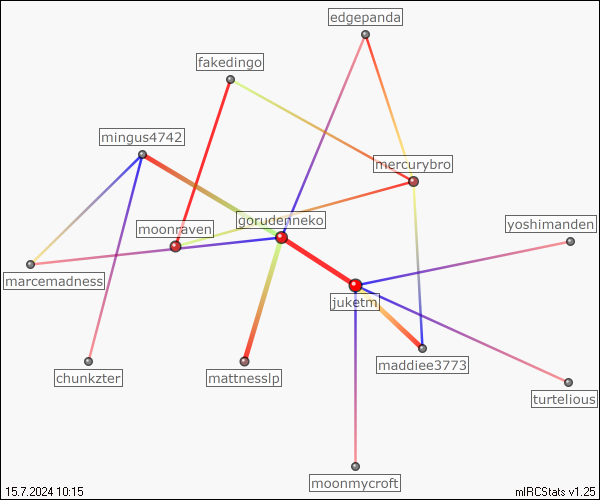 edgepanda
fakedingo
mingus4742
mercurybro
gorudenneko
moonraven
yoshimanden
marcemadness
juketm
maddiee3773
chunkzter
mattnesslp
turtelious
moonmycroft
15.7.2024 10:15
mIRCStats v1.25